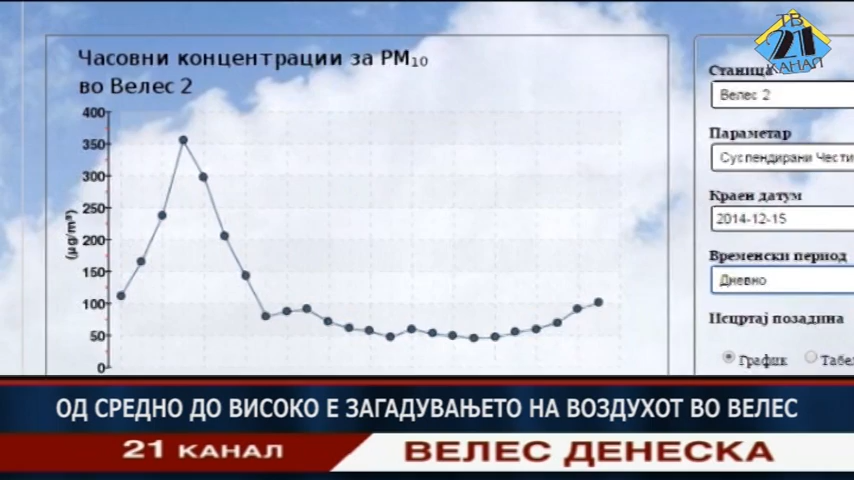 Часовни концентрации за PM₁₀
во Велес 2
400
350
300
250
200
150
100
50
0
(µg/m³)
ТВ
21
КАНАЛ
Станица
Велес 2
Параметар
Суспендирани Чести
Краен датум
2014-12-15
Временски период
Дневно
Исцртај позадина
График
Табе
ОД СРЕДНО ДО ВИСОКО Е ЗАГАДУВАЊЕТО НА ВОЗДУХОТ ВО ВЕЛЕС
21 КАНАЛ
ВЕЛЕС ДЕНЕСКА